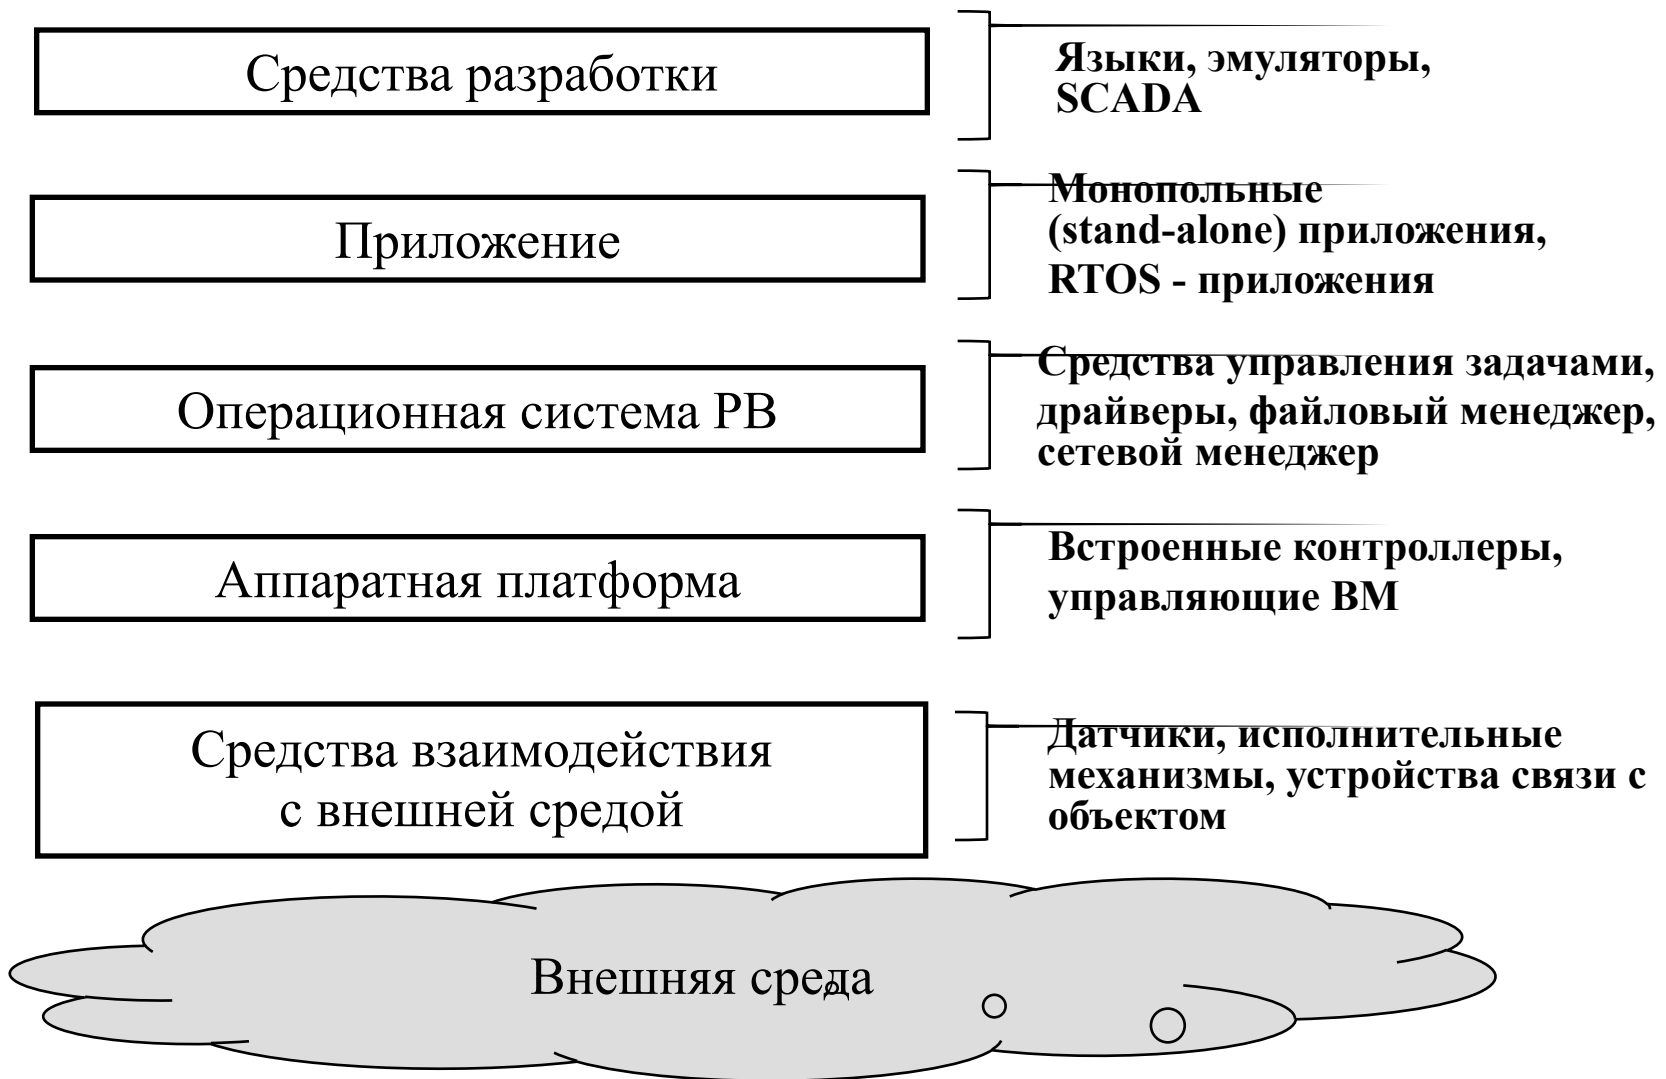 Средства разработки
Языки, эмуляторы,
SCADA
Приложение
Монопольные
(stand-alone) приложения,
RTOS - приложения
Операционная система РВ
Средства управления задачами,
драйверы, файловый менеджер,
сетевой менеджер
Аппаратная платформа
Встроенные контроллеры,
управляющие ВМ
Средства взаимодействия
с внешней средой
Датчики, исполнительные
механизмы, устройства связи с
объектом
Внешняя среда